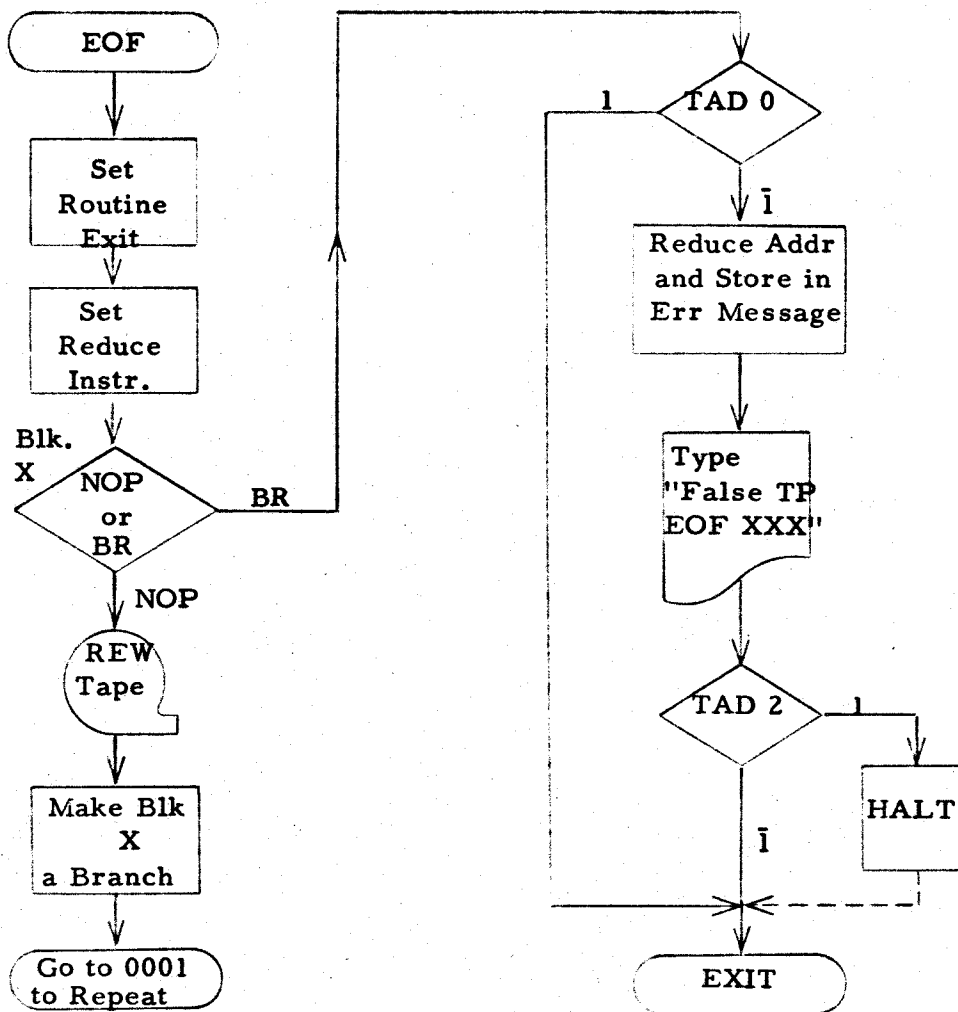 EOF
Set
Routine
Exit
Set
Reduce
Instr.
Blk.
X
NOP
or
BR
BR
NOP
REW
Tape
Make Blk
X
a Branch
Go to 0001
to Repeat
TAD 0
1
1̄
Reduce Addr
and Store in
Err Message
Type
"False TP
EOF XXX"
TAD 2
1
1̄
HALT
EXIT